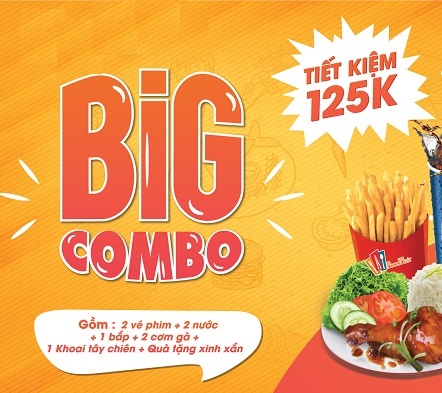 TIẾT KIỆM
125K
BiG
COMBO
Gồm : 2 vé phim + 2 nước
+ 1 bắp + 2 cơm gà +
1 Khoai tây chiên + Quà tặng xinh xắn